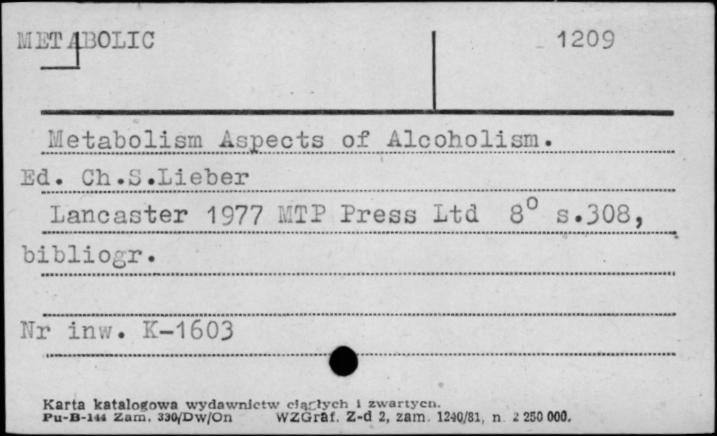 METABOLIC 1209
Metabolism Aspects of Alcoholism.
Ed. Ch.S.Lieber
Lancaster 1977 MTP Press Ltd 8° s.308,
bibliogr.
Nr inw. K-1603
Karta katalogowa wydawnictw ciągłych i zwartych.
Pu-B-144 Zam. 330/Dw/On WZGraf. Z-d 2, zam. 1240/81, n. 2 250 000.